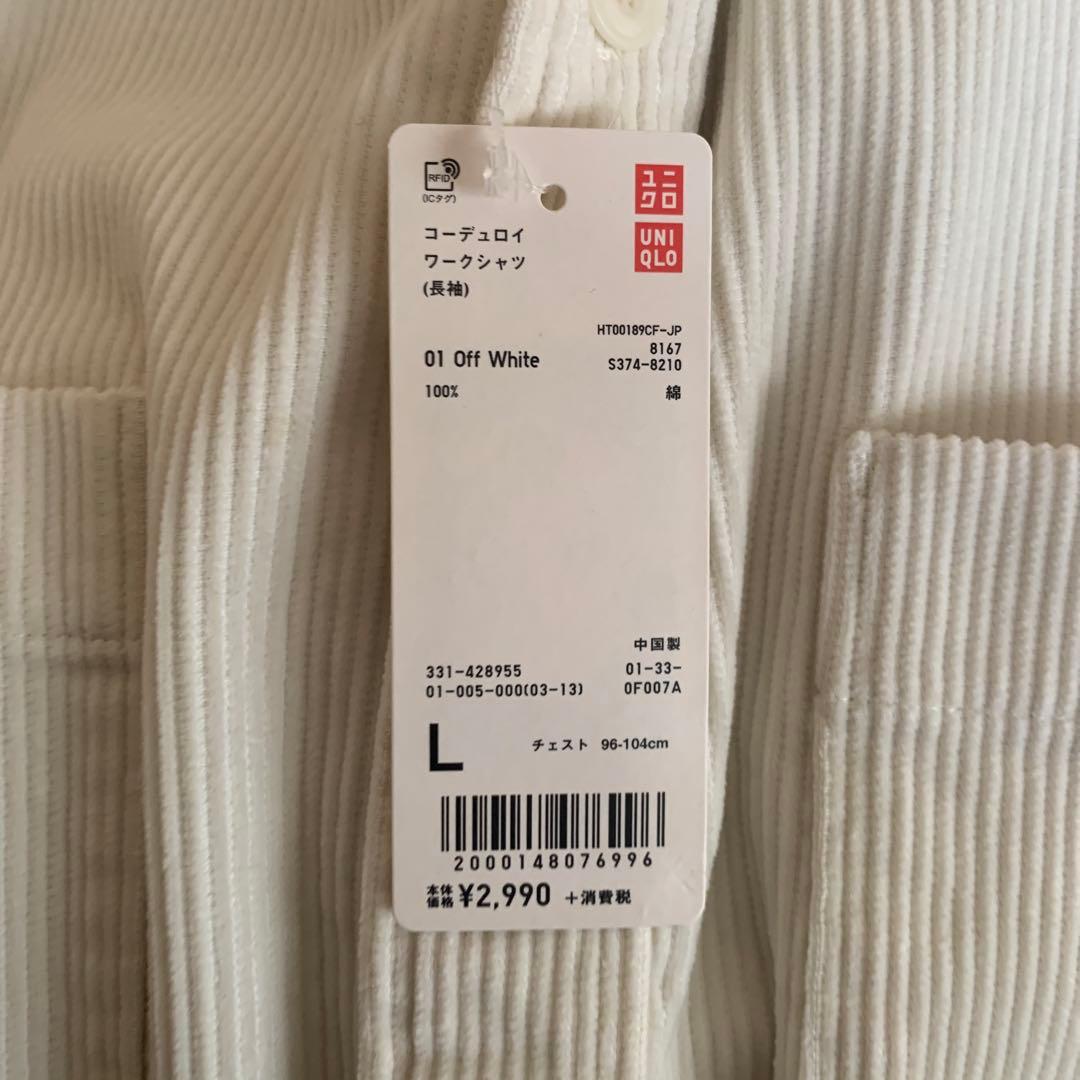 RFID
(ICタグ)
ユニ
クロ
UNI
QLO
コーデュロイ
ワークシャツ
(長袖)
HT00189CF-JP
8167
01 Off White
S374-8210
100% 綿
中国製
331-428955 01-33-
01-005-000(03-13) 0F007A
L チェスト 96-104cm
2000148076996
本体
価格 ¥2,990 +消費税